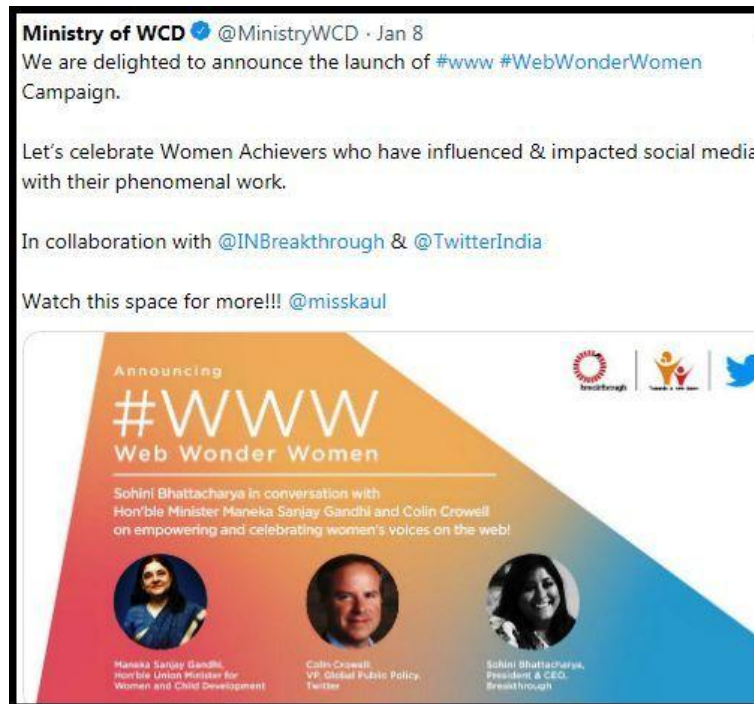 Ministry of WCD @MinistryWCD · Jan 8
We are delighted to announce the launch of #www #WebWonderWomen
Campaign.
Let's celebrate Women Achievers who have influenced & impacted social media
with their phenomenal work.
In collaboration with @INBreakthrough & @TwitterIndia
Watch this space for more!!! @misskaul
breakthrough
Announcing
#WWW
Web Wonder Women
Sohini Bhattacharya in conversation with
Hon'ble Minister Maneka Sanjay Gandhi and Colin Crowell
on empowering and celebrating women's voices on the web!
Maneka Sanjay Gandhi,
Hon'ble Union Minister for
Women and Child Development
Colin Crowell,
VP, Global Public Policy,
Twitter
Sohini Bhattacharya,
President & CEO,
Breakthrough